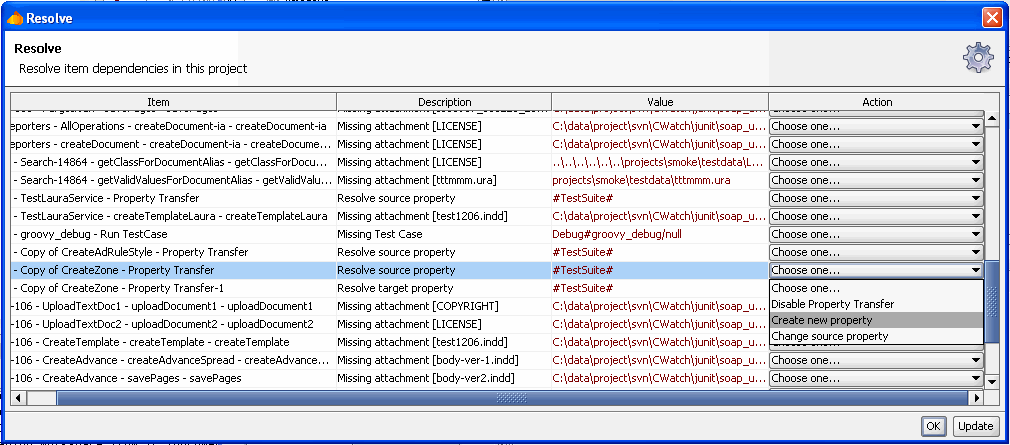 Resolve
Resolve
Resolve item dependencies in this project
Item Description Value Action
eporters - AllOperations - createDocument-ia - createDocument-ia Missing attachment [LICENSE] C:\data\project\svn\CWatch\junit\soap_u... Choose one...
eporters - createDocument-ia - createDocument-ia - createDocume... Missing attachment [LICENSE] C:\data\project\svn\CWatch\junit\soap_u... Choose one...
- Search-14864 - getClassForDocumentAlias - getClassForDocu... Missing attachment [LICENSE] ..\..\..\..\..\..\projects\smoke\testdata\L... Choose one...
- Search-14864 - getValidValuesForDocumentAlias - getValidValu... Missing attachment [tttmmm.ura] projects\smoke\testdata\tttmmm.ura Choose one...
- TestLauraService - Property Transfer Resolve source property #TestSuite# Choose one...
- TestLauraService - createTemplateLaura - createTemplateLaura Missing attachment [test1206.indd] C:\data\project\svn\CWatch\junit\soap_u... Choose one...
- groovy_debug - Run TestCase Missing Test Case Debug#groovy_debug/null Choose one...
- Copy of CreateAdRuleStyle - Property Transfer Resolve source property #TestSuite# Choose one...
- Copy of CreateZone - Property Transfer Resolve source property #TestSuite# Choose one...
- Copy of CreateZone - Property Transfer-1 Resolve target property #TestSuite# Choose one...
Disable Property Transfer
-106 - UploadTextDoc1 - uploadDocument1 - uploadDocument1 Missing attachment [COPYRIGHT] C:\data\project\svn\CWatch\junit\soap_u... Create new property
-106 - UploadTextDoc2 - uploadDocument2 - uploadDocument2 Missing attachment [LICENSE] C:\data\project\svn\CWatch\junit\soap_u... Change source property
-106 - CreateTemplate - createTemplate - createTemplate Missing attachment [test1206.indd] C:\data\project\svn\CWatch\junit\soap_u...
-106 - CreateAdvance - createAdvanceSpread - createAdvance... Missing attachment [body-ver-1.indd] C:\data\project\svn\CWatch\junit\soap_u... Choose one...
-106 - CreateAdvance - savePages - savePages Missing attachment [body-ver2.indd] C:\data\project\svn\CWatch\junit\soap_u... Choose one...
OK Update